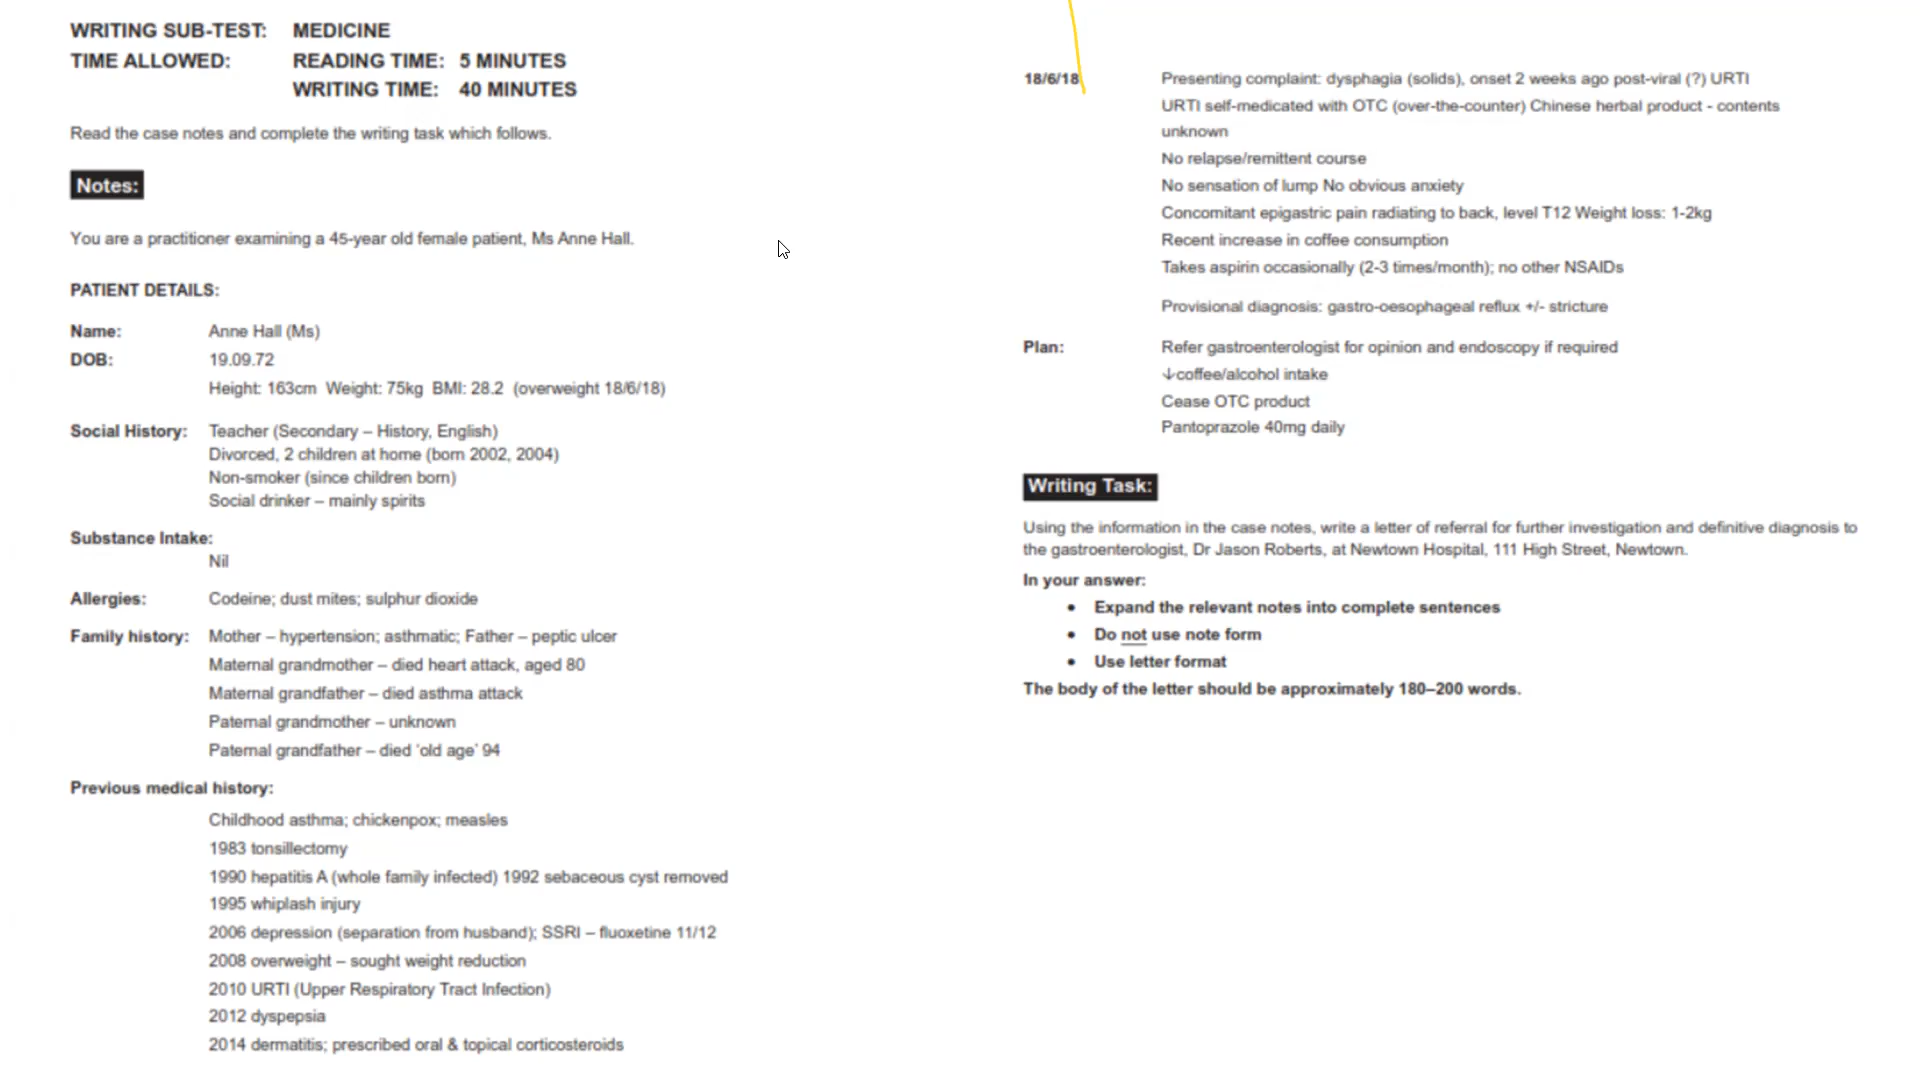 WRITING SUB-TEST: MEDICINE
TIME ALLOWED: READING TIME: 5 MINUTES
WRITING TIME: 40 MINUTES
Read the case notes and complete the writing task which follows.
Notes:
You are a practitioner examining a 45-year old female patient, Ms Anne Hall.
PATIENT DETAILS:
Name: Anne Hall (Ms)
DOB: 19.09.72
Height: 163cm Weight: 75kg BMI: 28.2 (overweight 18/6/18)
Social History: Teacher (Secondary – History, English)
Divorced, 2 children at home (born 2002, 2004)
Non-smoker (since children born)
Social drinker – mainly spirits
Substance Intake:
Nil
Allergies: Codeine; dust mites; sulphur dioxide
Family history: Mother – hypertension; asthmatic; Father – peptic ulcer
Maternal grandmother – died heart attack, aged 80
Maternal grandfather – died asthma attack
Paternal grandmother – unknown
Paternal grandfather – died ‘old age’ 94
Previous medical history:
Childhood asthma; chickenpox; measles
1983 tonsillectomy
1990 hepatitis A (whole family infected) 1992 sebaceous cyst removed
1995 whiplash injury
2006 depression (separation from husband); SSRI – fluoxetine 11/12
2008 overweight – sought weight reduction
2010 URTI (Upper Respiratory Tract Infection)
2012 dyspepsia
2014 dermatitis; prescribed oral & topical corticosteroids
18/6/18 Presenting complaint: dysphagia (solids), onset 2 weeks ago post-viral (?) URTI
URTI self-medicated with OTC (over-the-counter) Chinese herbal product - contents
unknown
No relapse/remittent course
No sensation of lump No obvious anxiety
Concomitant epigastric pain radiating to back, level T12 Weight loss: 1-2kg
Recent increase in coffee consumption
Takes aspirin occasionally (2-3 times/month); no other NSAIDs
Provisional diagnosis: gastro-oesophageal reflux +/- stricture
Plan: Refer gastroenterologist for opinion and endoscopy if required
↓coffee/alcohol intake
Cease OTC product
Pantoprazole 40mg daily
Writing Task:
Using the information in the case notes, write a letter of referral for further investigation and definitive diagnosis to
the gastroenterologist, Dr Jason Roberts, at Newtown Hospital, 111 High Street, Newtown.
In your answer:
• Expand the relevant notes into complete sentences
• Do not use note form
• Use letter format
The body of the letter should be approximately 180–200 words.